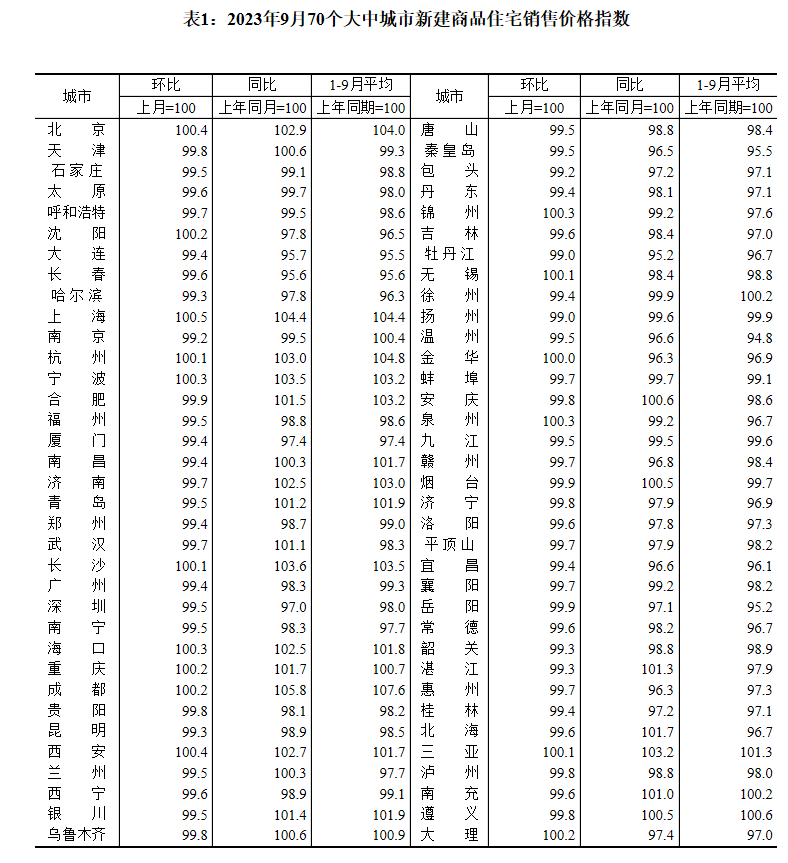 表1：2023年9月70个大中城市新建商品住宅销售价格指数
城市 环比 同比 1-9月平均 城市 环比 同比 1-9月平均
上月=100 上年同月=100 上年同期=100 上月=100 上年同月=100 上年同期=100
北京 100.4 102.9 104.0 唐山 99.5 98.8 98.4
天津 99.8 100.6 99.3 秦皇岛 99.5 96.5 95.5
石家庄 99.5 99.1 98.8 包头 99.2 97.2 97.1
太原 99.6 99.7 98.0 丹东 99.4 98.1 97.1
呼和浩特 99.7 99.5 98.6 锦州 100.3 99.2 97.6
沈阳 100.2 97.8 96.5 吉林 99.6 98.4 97.0
大连 99.4 95.7 95.5 牡丹江 99.0 95.2 96.7
长春 99.6 95.6 95.6 无锡 100.1 98.4 98.8
哈尔滨 99.3 97.8 96.3 徐州 99.4 99.9 100.2
上海 100.5 104.4 104.4 扬州 99.0 99.6 99.9
南京 99.2 99.5 100.4 温州 99.5 96.6 94.8
杭州 100.1 103.0 104.8 金华 100.0 96.3 96.9
宁波 100.3 103.5 103.2 蚌埠 99.7 99.7 99.1
合肥 99.9 101.5 103.2 安庆 99.8 100.6 98.6
福州 99.5 98.8 98.6 泉州 100.3 99.2 96.7
厦门 99.4 97.4 97.4 九江 99.5 99.5 99.6
南昌 99.4 100.3 101.7 赣州 99.7 96.8 98.4
济南 99.7 102.5 103.0 烟台 99.9 100.5 99.7
青岛 99.5 101.2 101.9 济宁 99.8 97.9 96.9
郑州 99.4 98.7 99.0 洛阳 99.6 97.8 97.3
武汉 99.7 101.1 98.3 平顶山 99.7 97.9 98.2
长沙 100.1 103.6 103.5 宜昌 99.4 96.6 96.1
广州 99.4 98.3 99.3 襄阳 99.7 99.2 98.2
深圳 99.5 97.0 98.0 岳阳 99.9 97.1 95.2
南宁 99.5 98.3 97.7 常德 99.6 98.2 96.7
海口 100.3 102.5 101.8 韶关 99.3 98.8 98.9
重庆 100.2 101.7 100.7 湛江 99.3 101.3 97.9
成都 100.2 105.8 107.6 惠州 99.7 96.3 97.3
贵阳 99.8 98.1 98.2 桂林 99.4 97.2 97.1
昆明 99.3 98.9 98.5 北海 99.6 101.7 96.7
西安 100.4 102.7 101.7 三亚 100.1 103.2 101.3
兰州 99.5 100.3 97.7 泸州 99.8 98.8 98.0
西宁 99.6 98.9 99.1 南充 99.6 101.0 100.2
银川 99.5 101.4 101.9 遵义 99.8 100.5 100.6
乌鲁木齐 99.8 100.6 100.9 大理 100.2 97.4 97.0